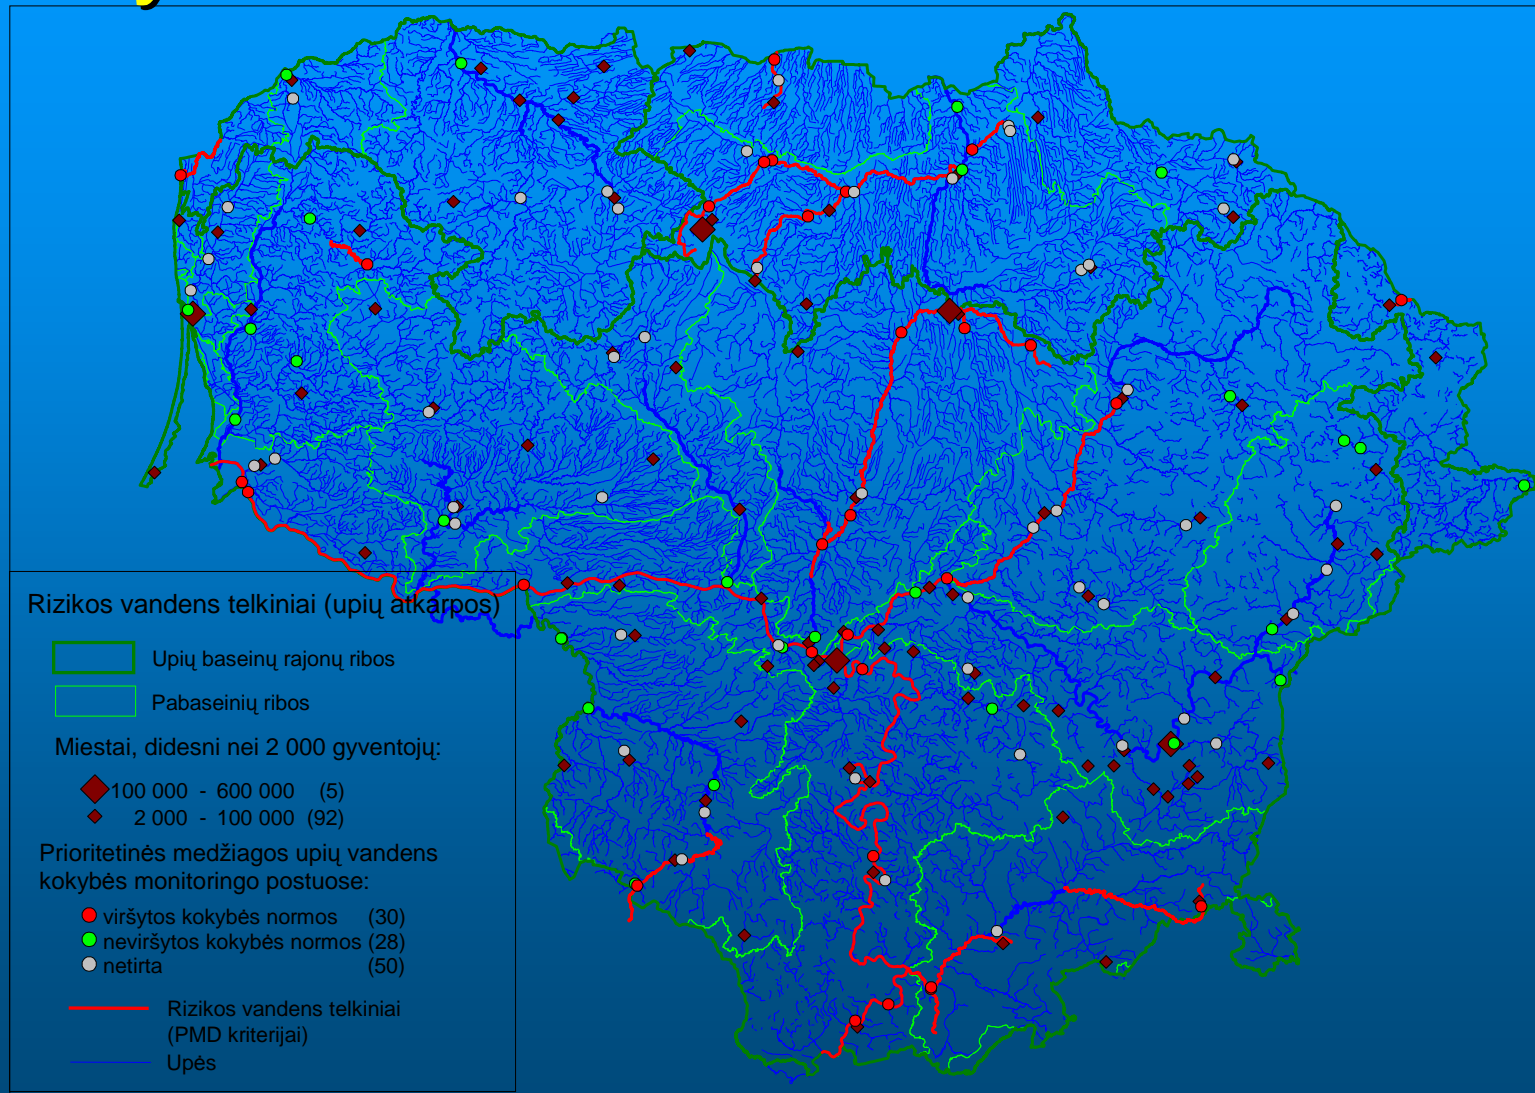 Rizikos vandens telkiniai (upių atkarpos)
Upių baseinų rajonų ribos
Pabaseinių ribos
Miestai, didesni nei 2 000 gyventojų:
100 000 - 600 000 (5)
2 000 - 100 000 (92)
Prioritetinės medžiagos upių vandens
kokybės monitoringo postuose:
viršytos kokybės normos (30)
neviršytos kokybės normos (28)
netirta (50)
Rizikos vandens telkiniai
(PMD kriterijai)
Upės